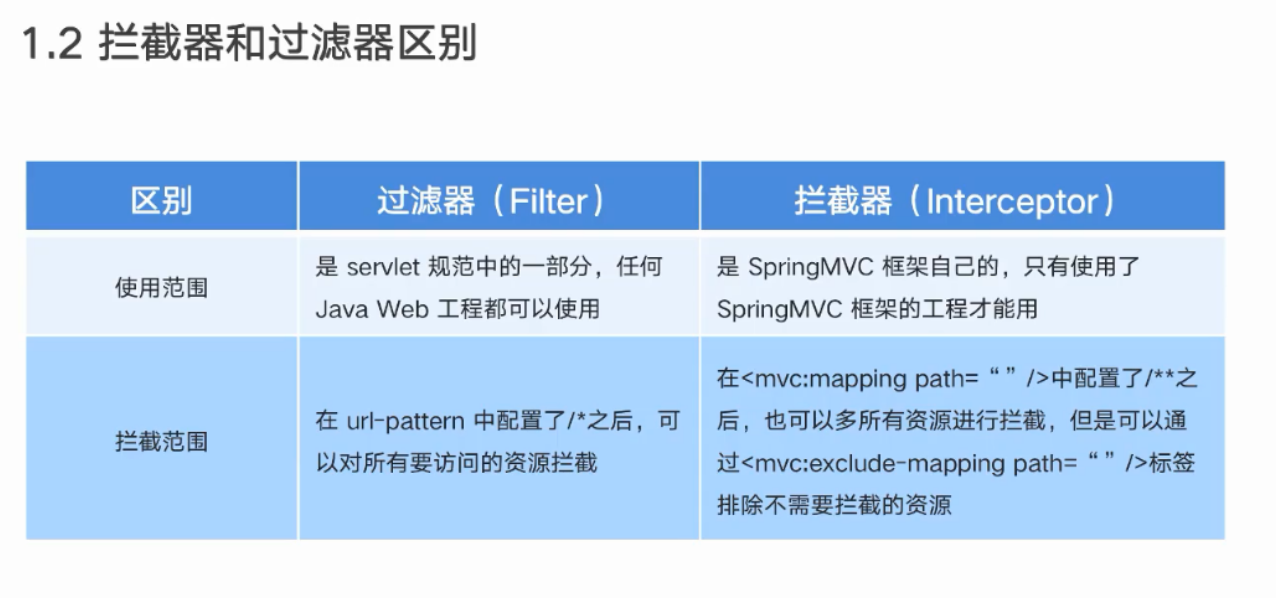 1.2 拦截器和过滤器区别
区别
过滤器（Filter）
拦截器（Interceptor）
使用范围
是 servlet 规范中的一部分，任何
Java Web 工程都可以使用
是 SpringMVC 框架自己的，只有使用了
SpringMVC 框架的工程才能用
拦截范围
在 url-pattern 中配置了/*之后，可
以对所有要访问的资源拦截
在<mvc:mapping path=“”/>中配置了/**之
后，也可以多所有资源进行拦截，但是可以通
过<mvc:exclude-mapping path=“”/>标签
排除不需要拦截的资源